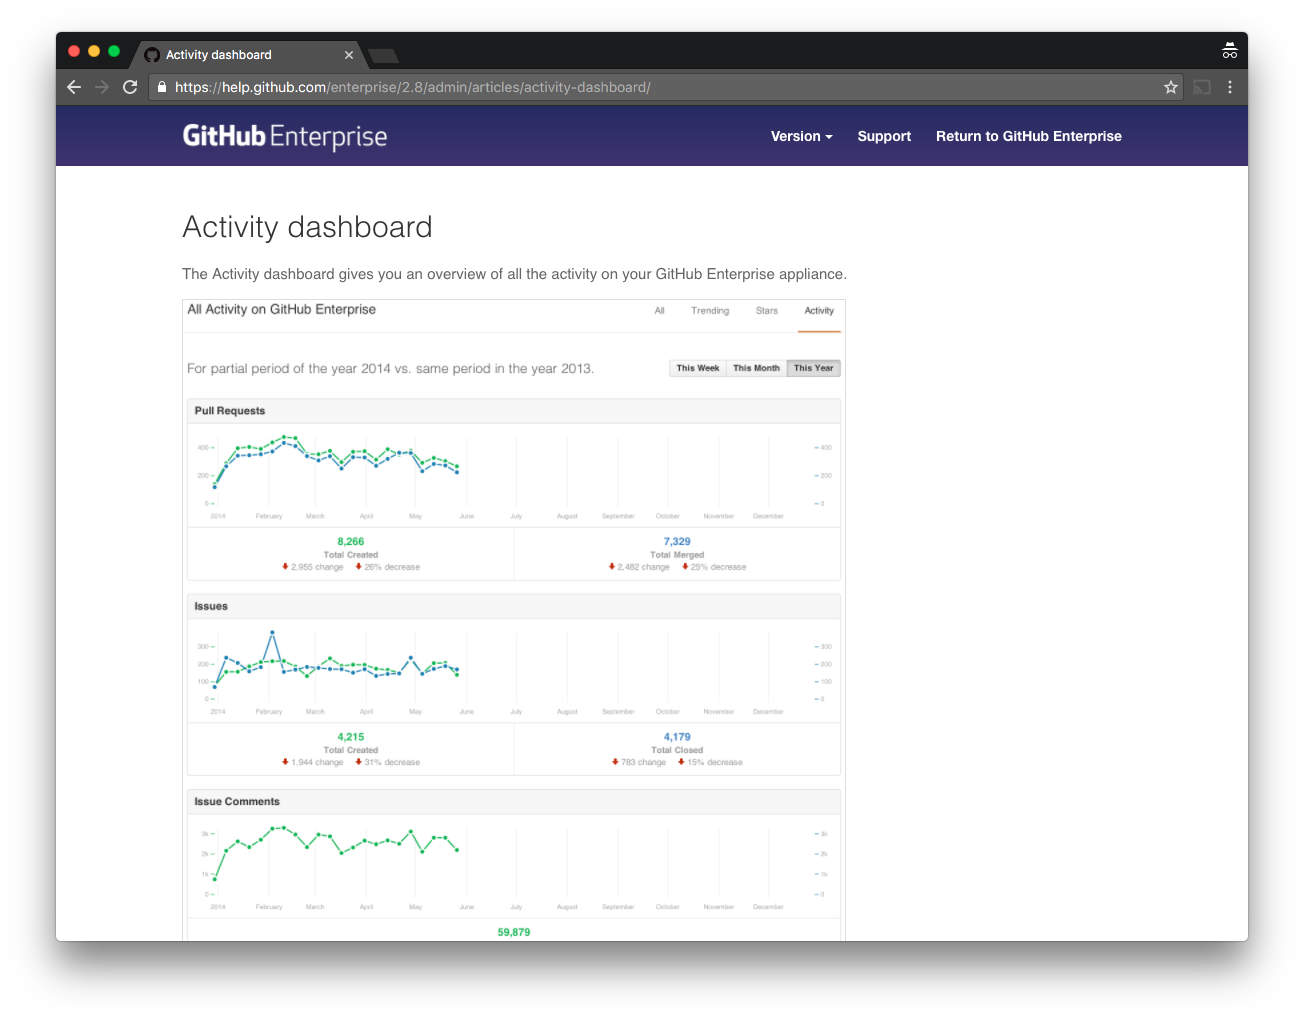 Activity dashboard
https://help.github.com/enterprise/2.8/admin/articles/activity-dashboard/
GitHub Enterprise
Version Support Return to GitHub Enterprise
Activity dashboard
The Activity dashboard gives you an overview of all the activity on your GitHub Enterprise appliance.
All Activity on GitHub Enterprise All Trending Stars Activity
For partial period of the year 2014 vs. same period in the year 2013. This Week This Month This Year
Pull Requests
400 400
200 200
0 0
2014 February March April May June July August September October November December
8,266 7,329
Total Created Total Merged
2,955 change 26% decrease 2,482 change 25% decrease
Issues
300 300
200 200
100 100
0 0
2014 February March April May June July August September October November December
4,215 4,179
Total Created Total Closed
1,944 change 31% decrease 783 change 15% decrease
Issue Comments
3k 3k
2k 2k
1k 1k
0 0
2014 February March April May June July August September October November December
59,879